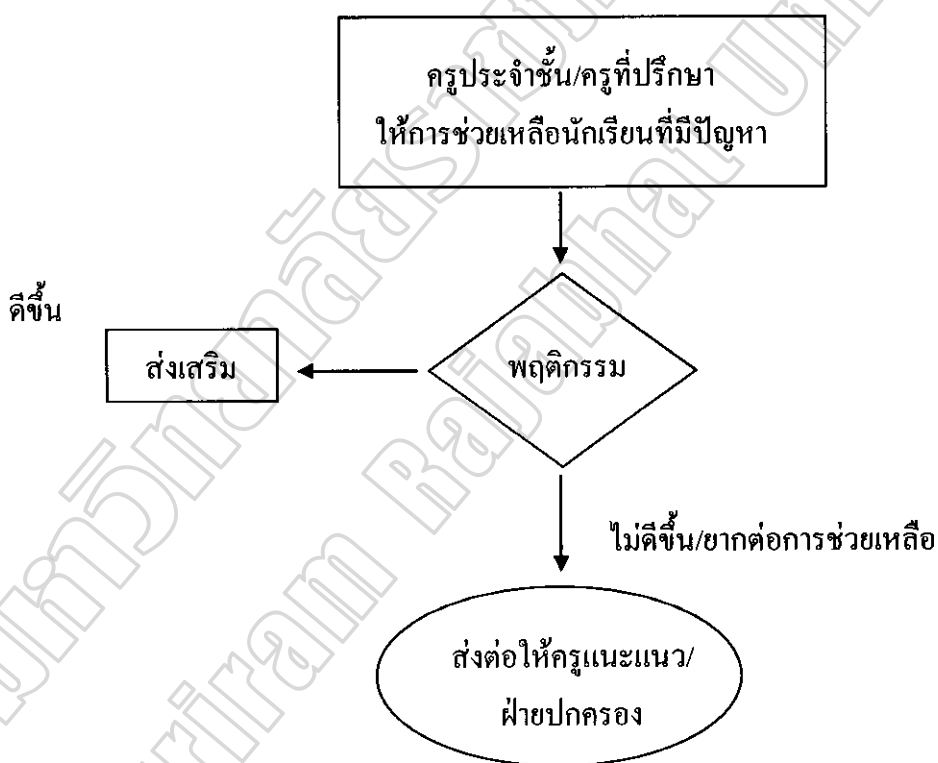 ครูประจำชั้น/ครูที่ปรึกษา
ให้การช่วยเหลือนักเรียนที่มีปัญหา
ดีขึ้น
ส่งเสริม
พฤติกรรม
ไม่ดีขึ้น/ยากต่อการช่วยเหลือ
ส่งต่อให้ครูแนะแนว/
ฝ่ายปกครอง